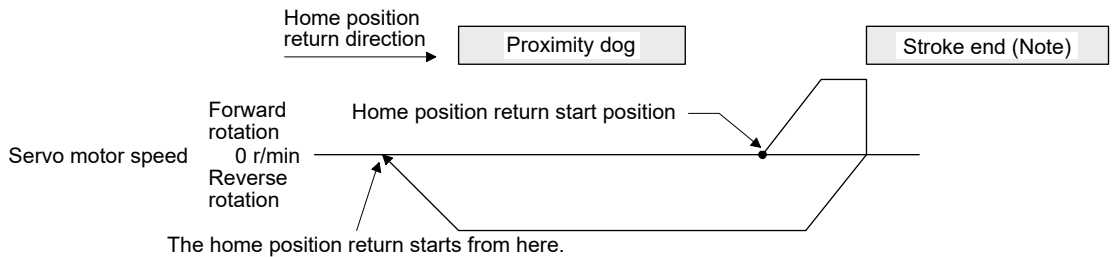 Home position
return direction
Proximity dog
Stroke end (Note)
Home position return start position
Forward
rotation
Servo motor speed
0 r/min
Reverse
rotation
The home position return starts from here.